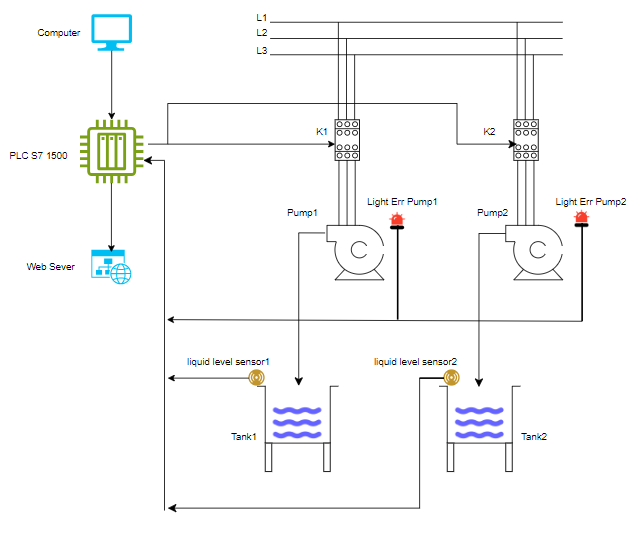 Computer
L1
L2
L3
K1
K2
PLC S7 1500
Light Err Pump1
Light Err Pump2
Pump1
Pump2
Web Sever
liquid level sensor1
liquid level sensor2
Tank1
Tank2